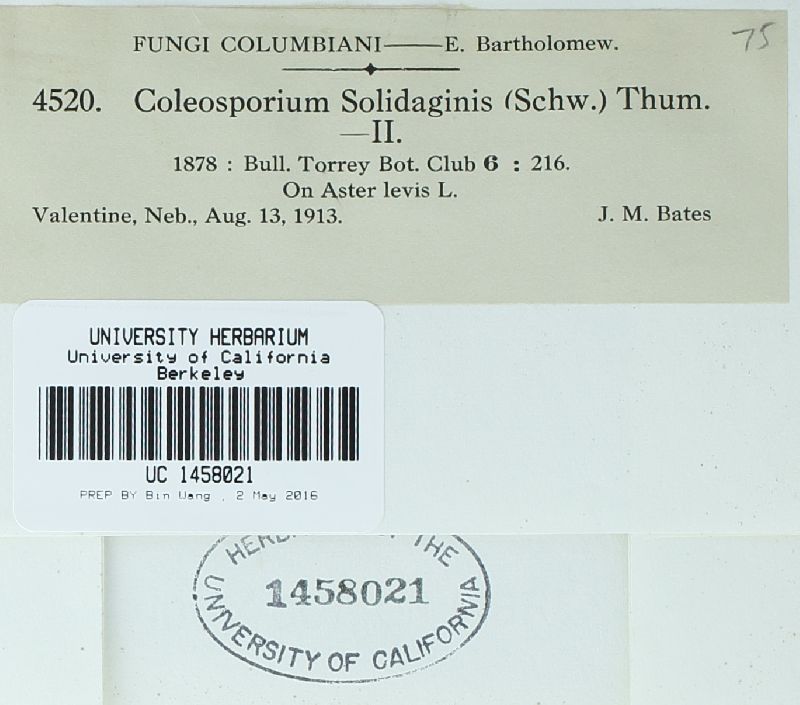 FUNGI COLUMBIANI——E. Bartholomew.
75
4520. Coleosporium Solidaginis (Schw.) Thum.
—II.
1878 : Bull. Torrey Bot. Club 6 : 216.
On Aster levis L.
Valentine, Neb., Aug. 13, 1913. J. M. Bates
UNIVERSITY HERBARIUM
University of California
Berkeley
UC 1458021
PREP BY Bin Wang , 2 May 2016
THE
1458021
UNIVERSITY OF CALIFORNIA